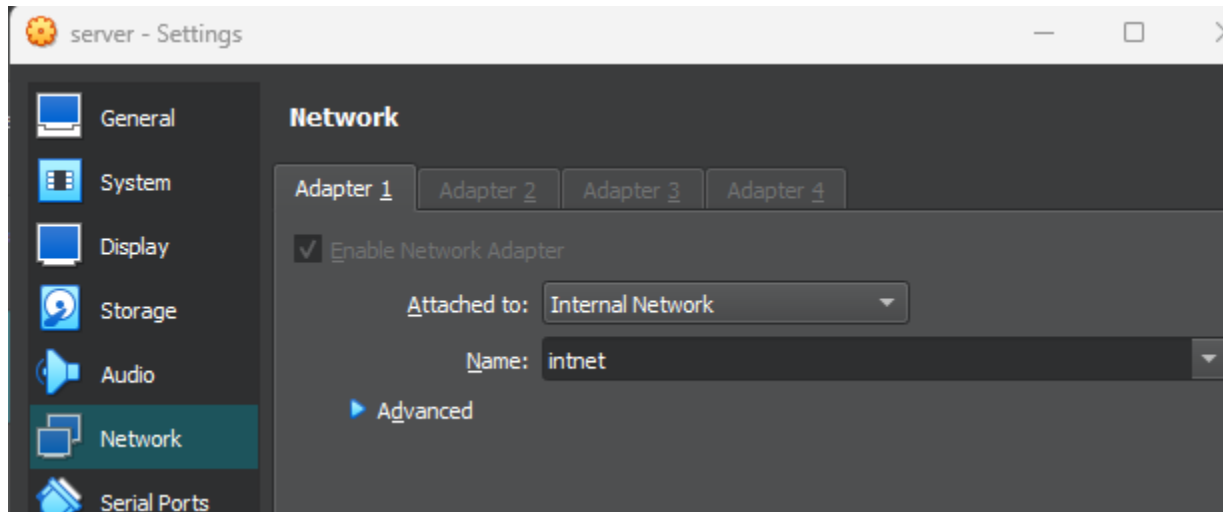 server - Settings
General
System
Display
Storage
Audio
Network
Serial Ports
Network
Adapter 1
Adapter 2
Adapter 3
Adapter 4
Enable Network Adapter
Attached to: Internal Network
Name: intnet
Advanced